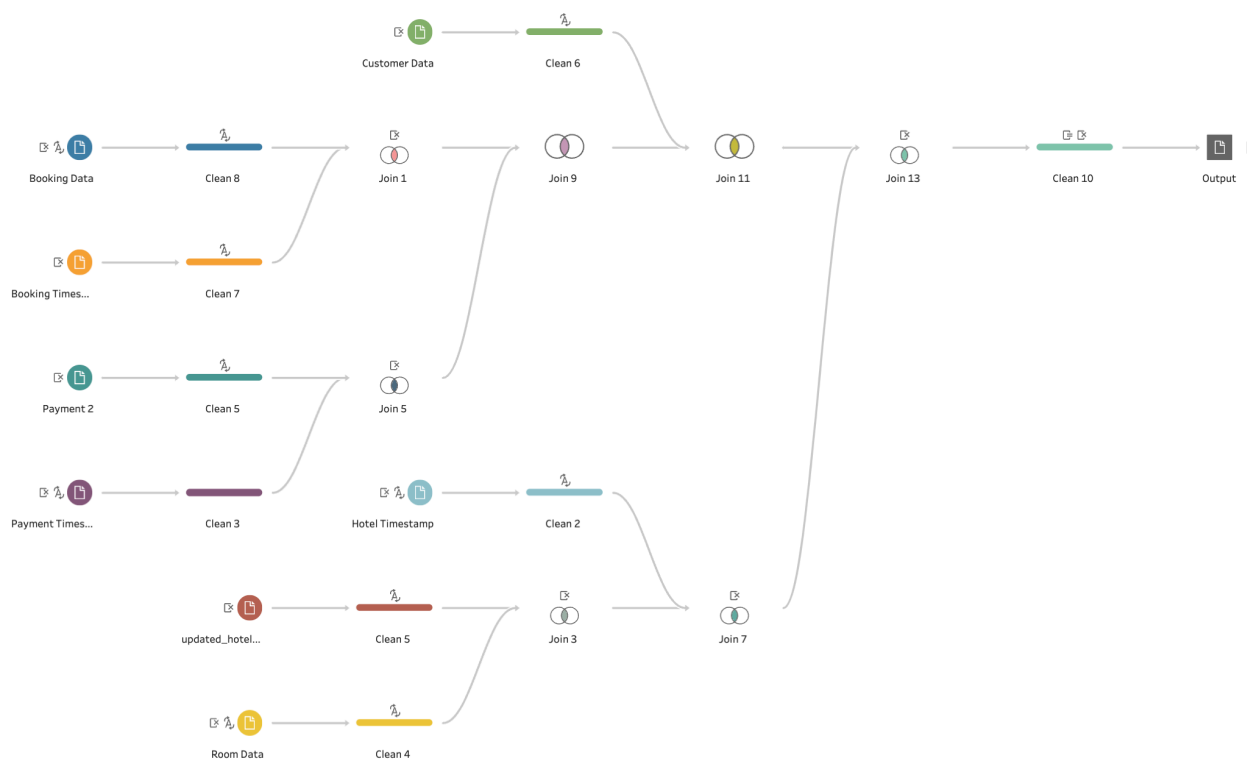 Customer Data
Clean 6
Booking Data
Clean 8
Join 1
Join 9
Join 11
Join 13
Clean 10
Output
Booking Times...
Clean 7
Payment 2
Clean 5
Join 5
Payment Times...
Clean 3
Hotel Timestamp
Clean 2
updated_hotel...
Clean 5
Join 3
Join 7
Room Data
Clean 4